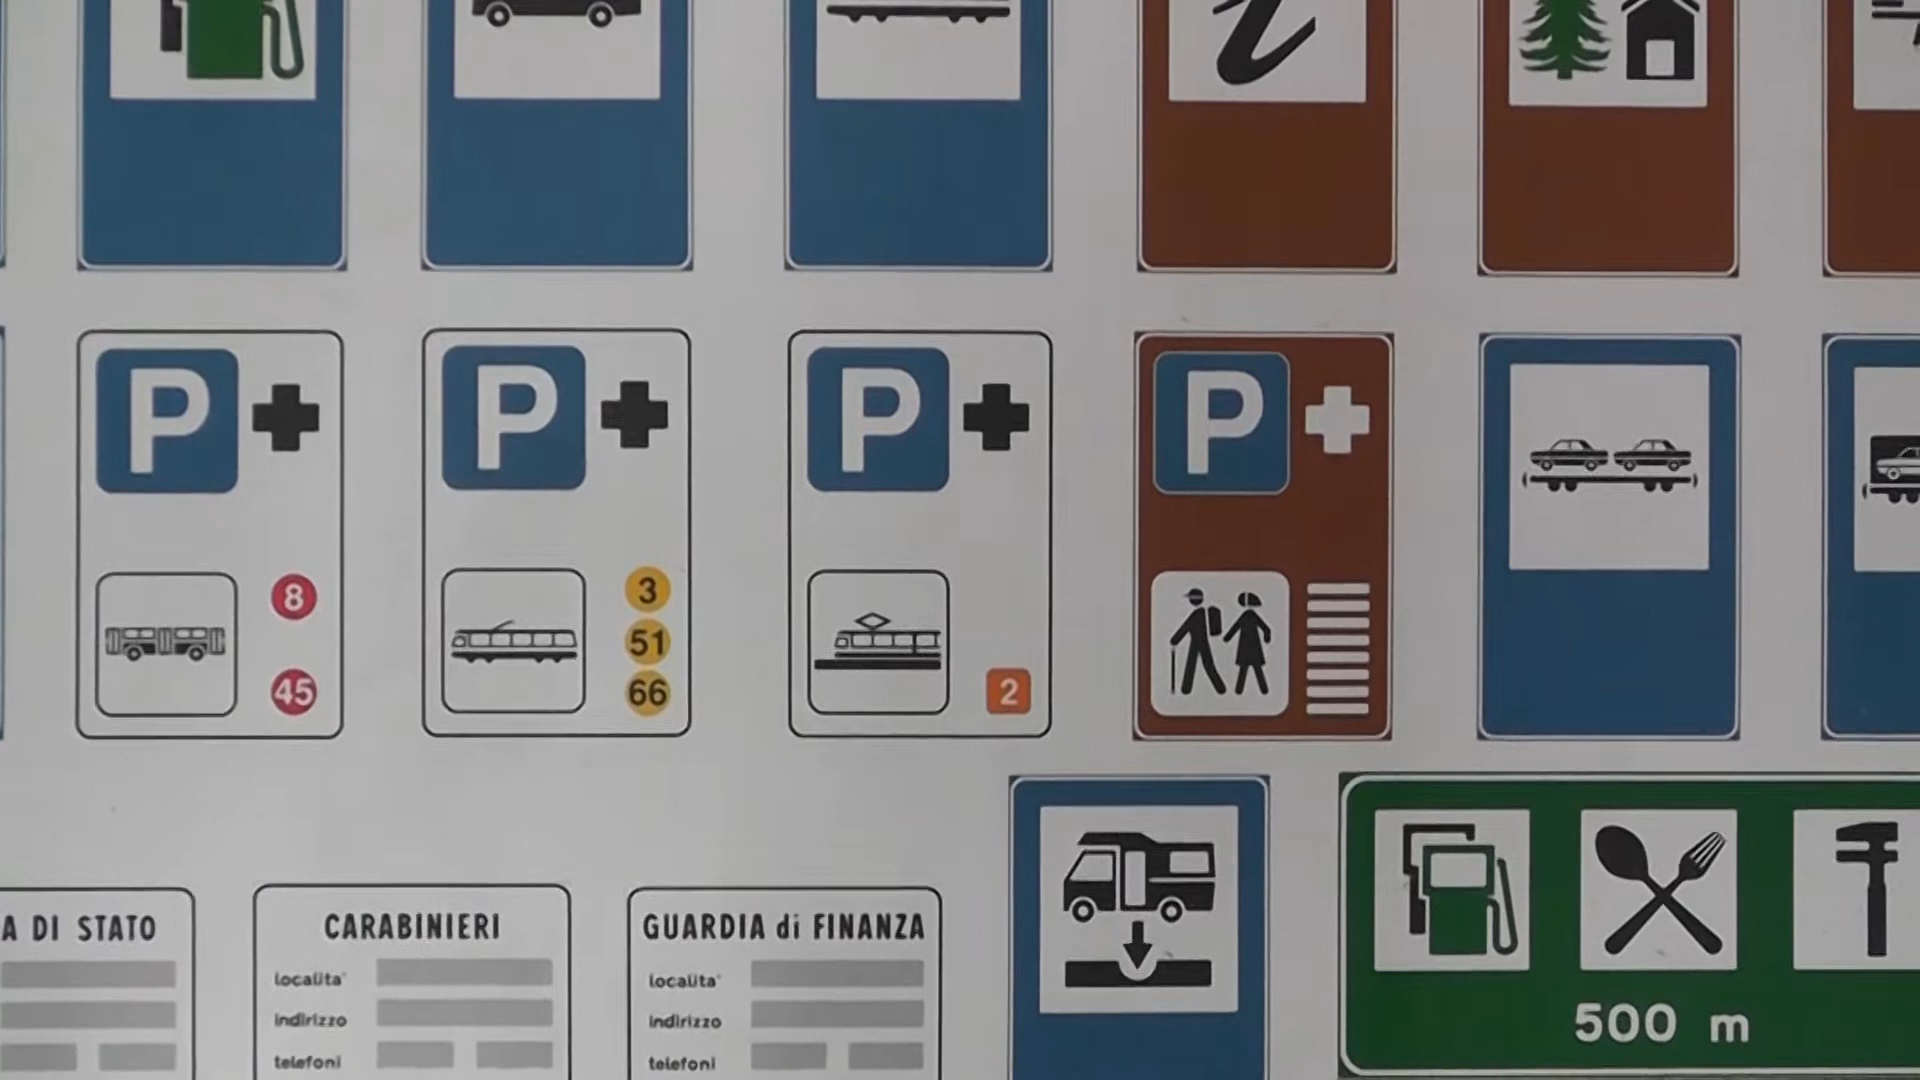 i
P
P
P
P
8
45
3
51
66
2
A DI STATO
CARABINIERI
localita'
indirizzo
telefoni
GUARDIA di FINANZA
localita'
indirizzo
telefoni
500 m